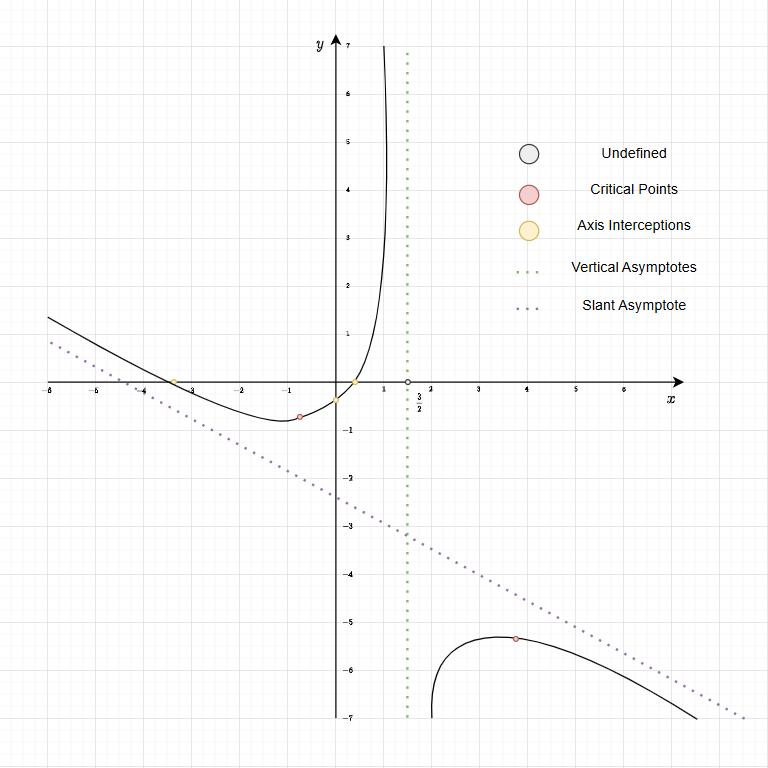 y
7
6
5
4
3
2
1
Undefined
Critical Points
Axis Interceptions
Vertical Asymptotes
Slant Asymptote
−6 −5 −4 −3 −2 −1 1 2 3 4 5 6
x
3
2
−1
−2
−3
−4
−5
−6
−7